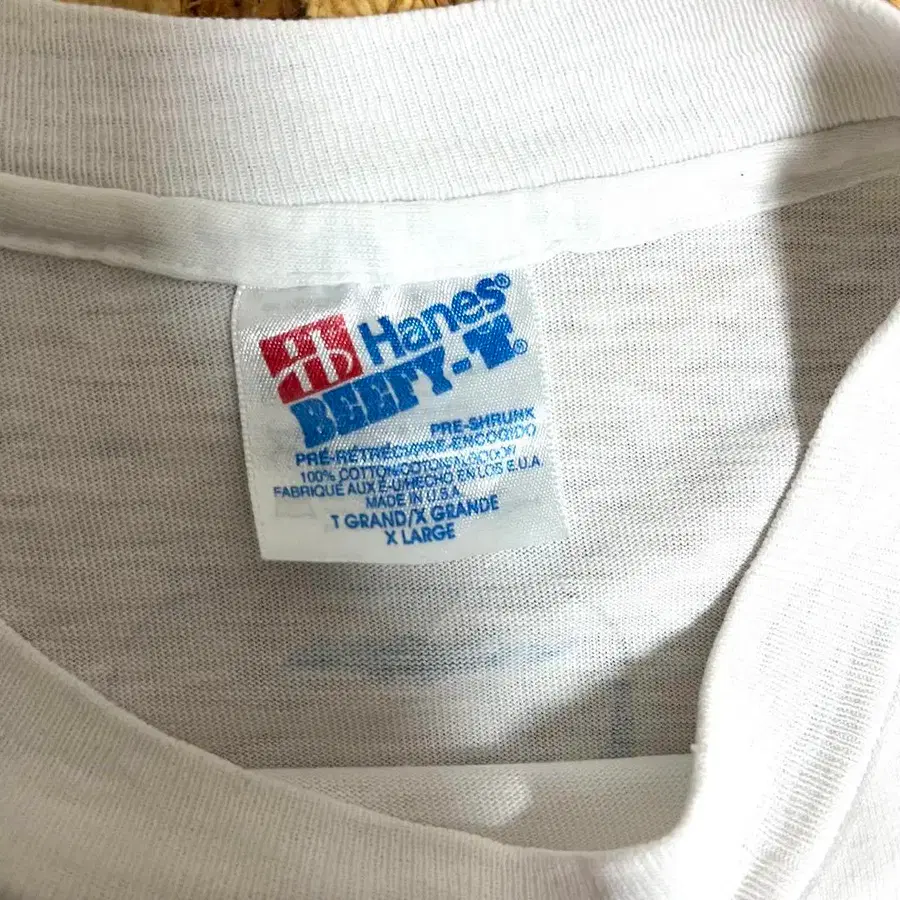 Hanes®
BEEFY-T®
PRE-SHRUNK
PRÉ-RÉTRÉCI/PRE-ENCOGIDO
100% COTTON/COTON/ALGODON
FABRIQUÉ AUX É-U/HECHO EN LOS E.U.A.
MADE IN U.S.A.
T GRAND/X GRANDE
X LARGE